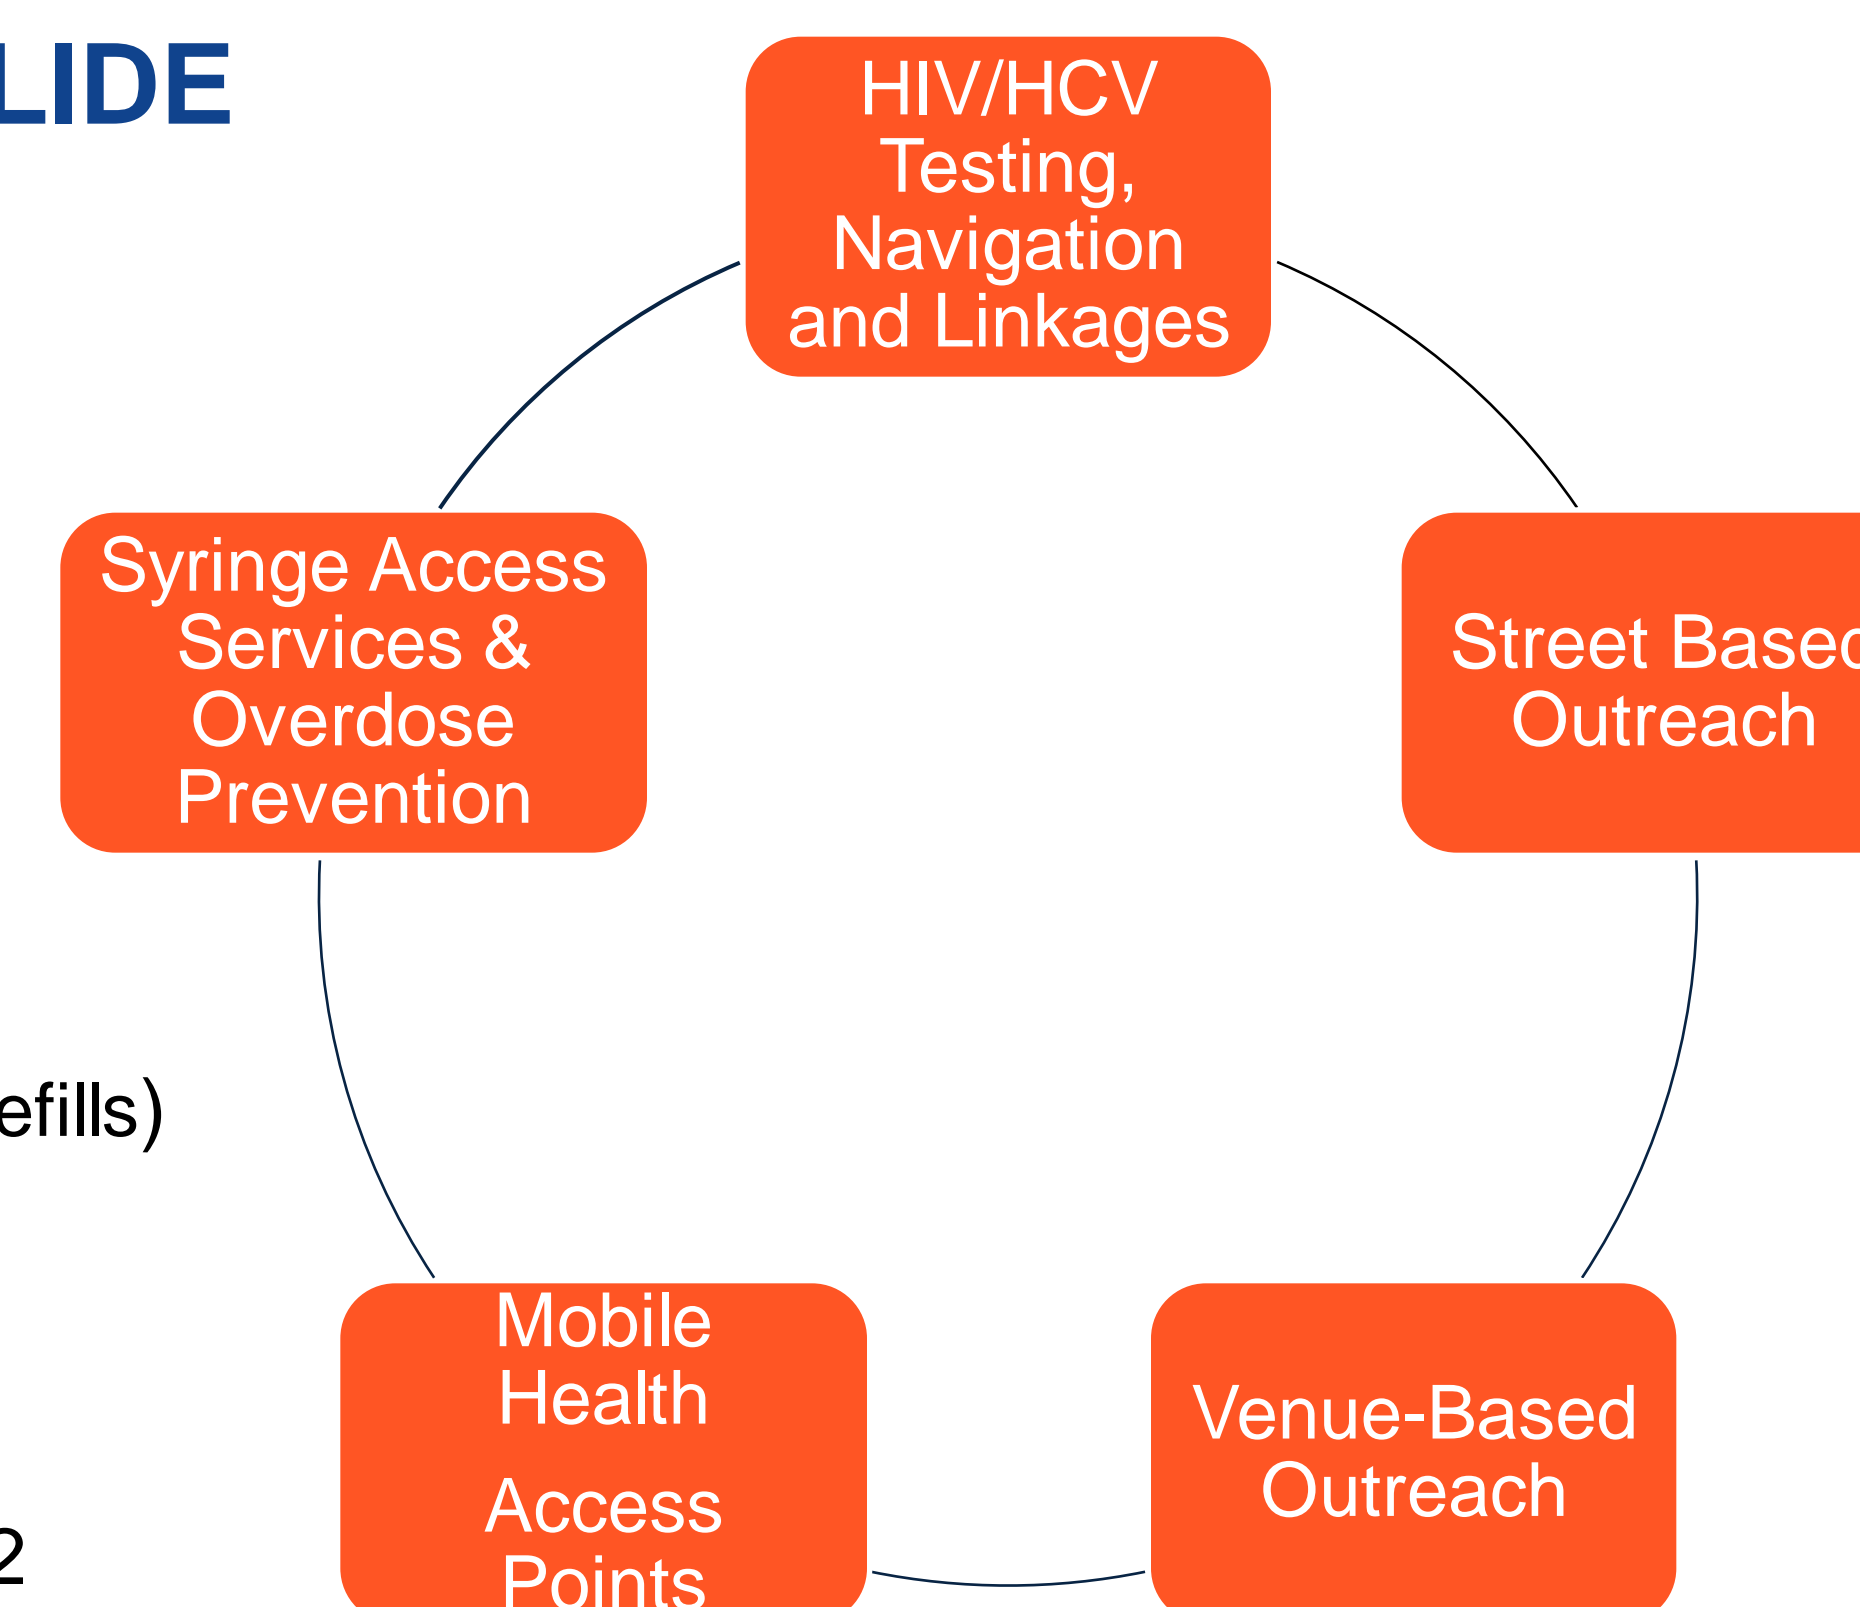 LIDE
HIV/HCV
Testing,
Navigation
and Linkages
Syringe Access
Services &
Overdose
Prevention
Street Based
Outreach
efills)
Mobile
Health
Access
Points
Venue-Based
Outreach
2